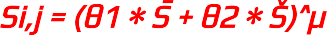 Si,j = (θ1 * S̄ + θ2 * Š)^μ